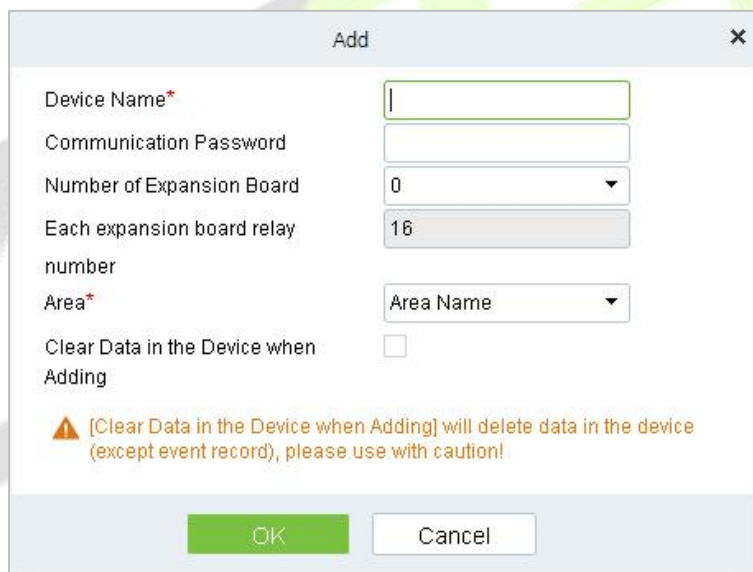 Add ×
Device Name*
Communication Password
Number of Expansion Board 0
Each expansion board relay 16
number
Area* Area Name
Clear Data in the Device when
Adding
[Clear Data in the Device when Adding] will delete data in the device
(except event record), please use with caution!
OK Cancel